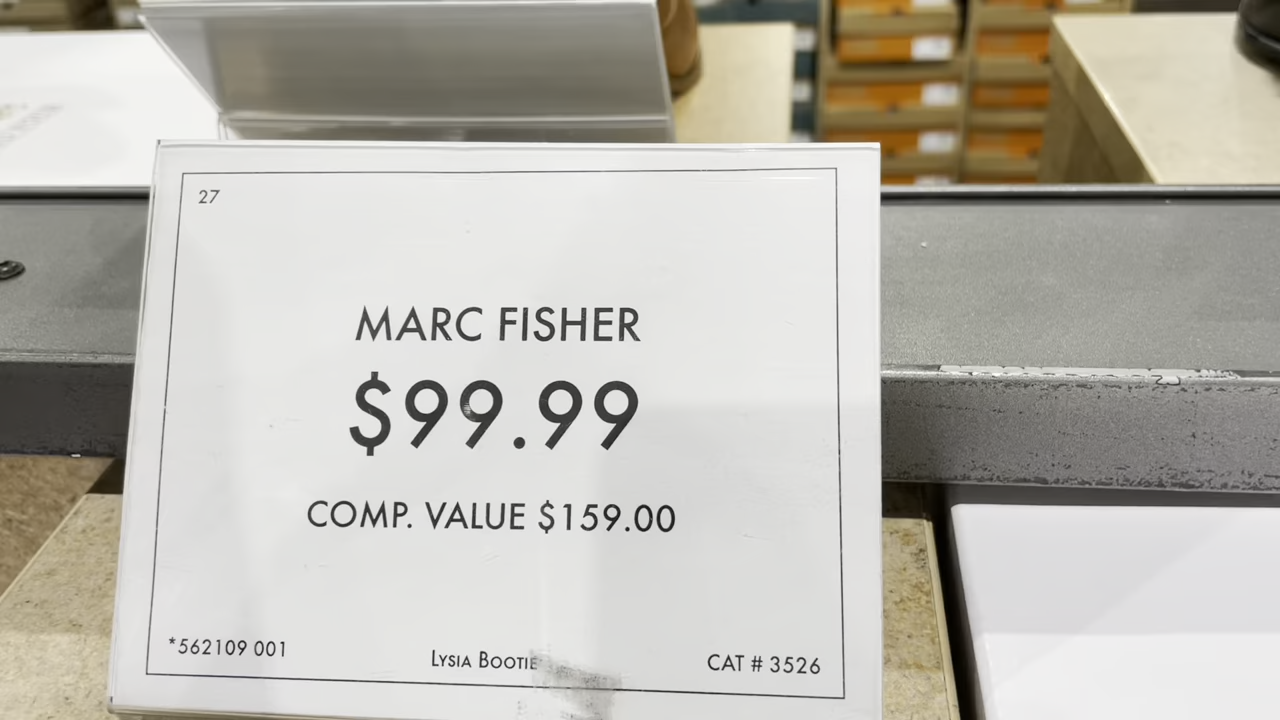 27
MARC FISHER
$99.99
COMP. VALUE $159.00
*562109 001
Lysia Bootie
CAT # 3526